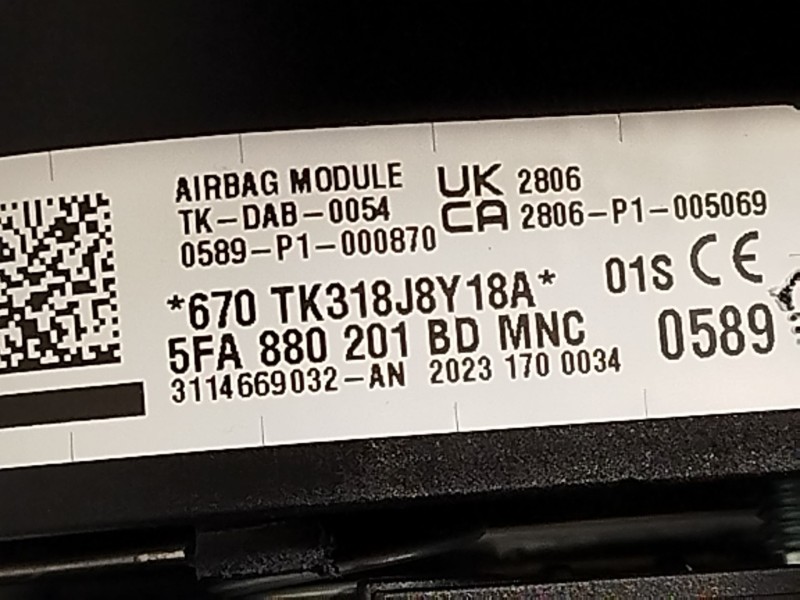 AIRBAG MODULE UK 2806
TK-DAB-0054 CA 2806-P1-005069
0589-P1-000870
*670 TK318J8Y18A* 01S CE
5FA 880 201 BD MNC 0589
3114669032-AN 2023 170 0034